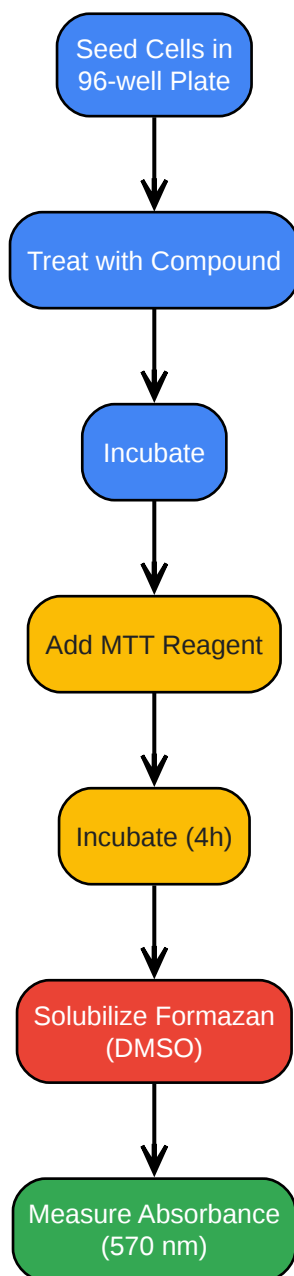 Seed Cells in
96-well Plate
Treat with Compound
Incubate
Add MTT Reagent
Incubate (4h)
Solubilize Formazan
(DMSO)
Measure Absorbance
(570 nm)